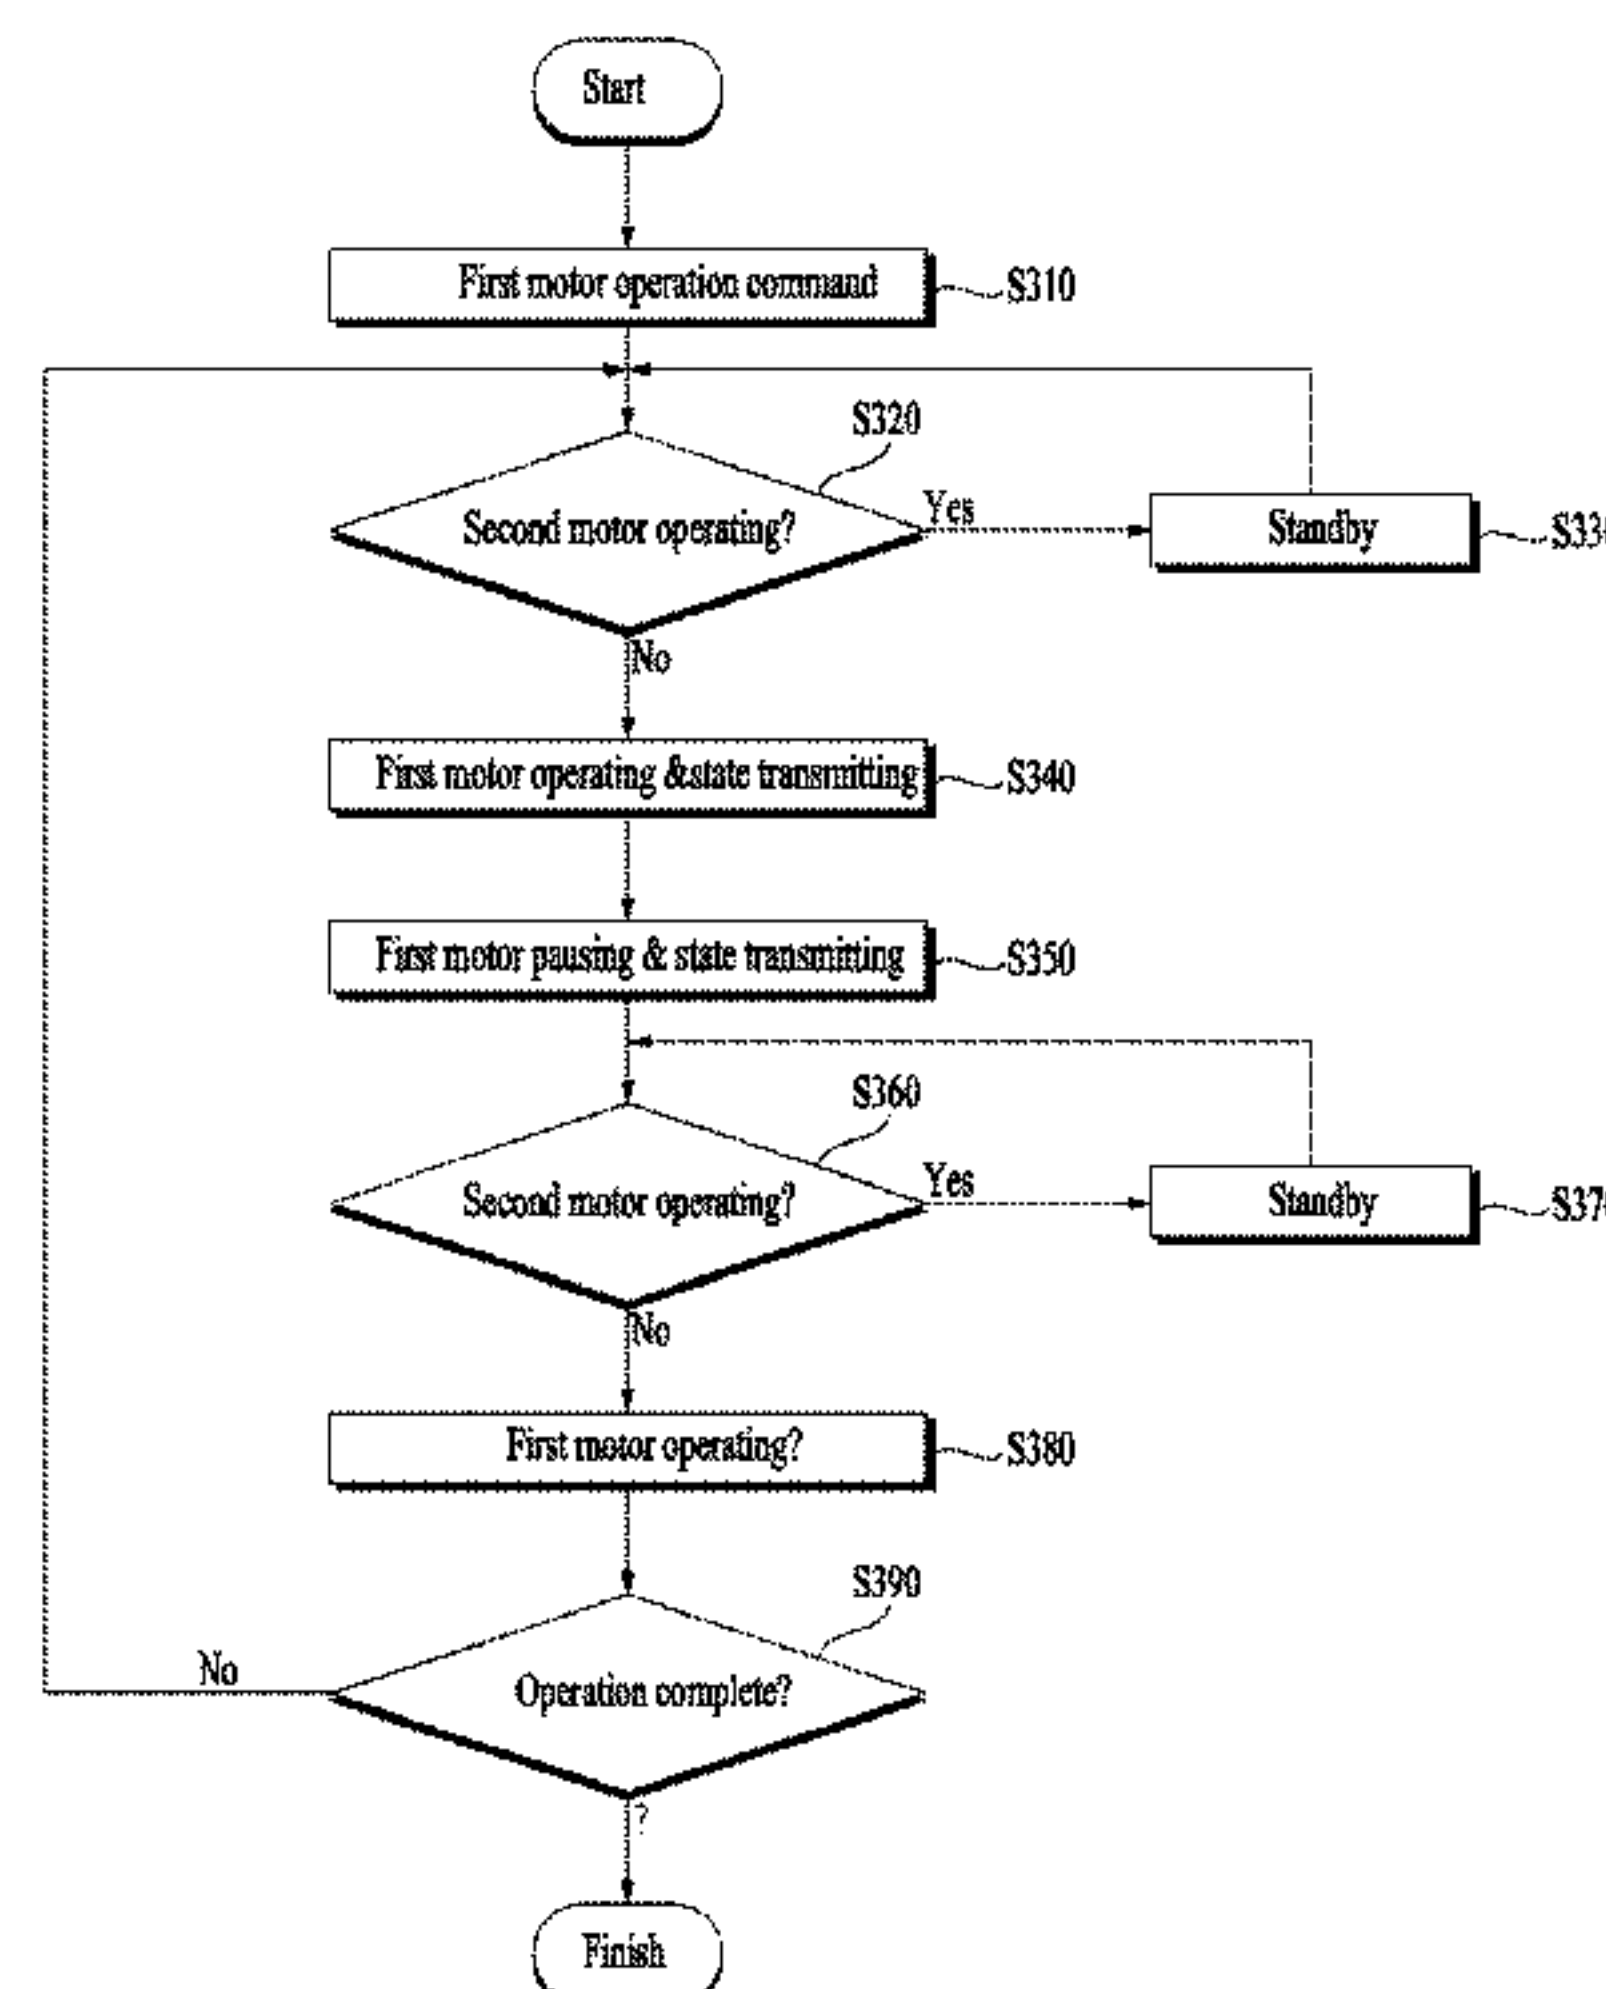 Start
First motor operation command
S310
S320
Second motor operating?
Yes
Standby
S330
No
First motor operating &state transmitting
S340
First motor pausing & state transmitting
S350
S360
Second motor operating?
Yes
Standby
S370
No
First motor operating?
S380
S390
Operation complete?
No
?
Finish